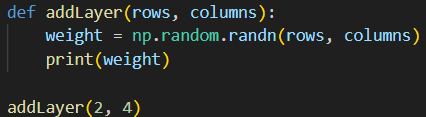 def addLayer(rows, columns):
    weight = np.random.randn(rows, columns)
    print(weight)
addLayer(2, 4)